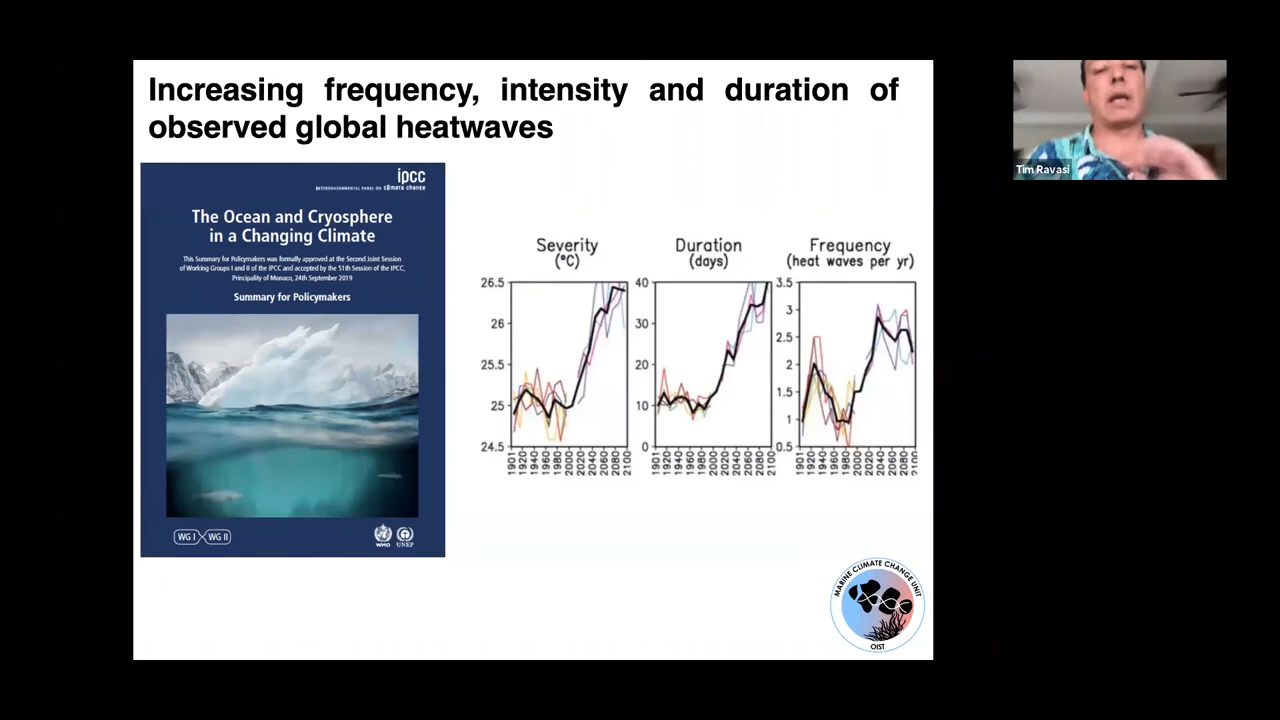 Increasing frequency, intensity and duration of
observed global heatwaves
Tim Ravasi
ipcc
INTERGOVERNMENTAL PANEL ON climate change
The Ocean and Cryosphere
in a Changing Climate
This Summary for Policymakers was formally approved at the Second Joint Session
of Working Groups I and II of the IPCC and accepted by the 51th Session of the IPCC,
Principality of Monaco, 24th September 2019
Summary for Policymakers
WG I WG II
WMO UNEP
Severity
(°C)
26.5
26
25.5
25
24.5
1901 1920 1940 1960 1980 2000 2020 2040 2060 2080 2100
Duration
(days)
40
30
20
10
0
1901 1920 1940 1960 1980 2000 2020 2040 2060 2080 2100
Frequency
(heat waves per yr)
3.5
3
2.5
2
1.5
1
0.5
1901 1920 1940 1960 1980 2000 2020 2040 2060 2080 2100
MARINE CLIMATE CHANGE UNIT
OIST